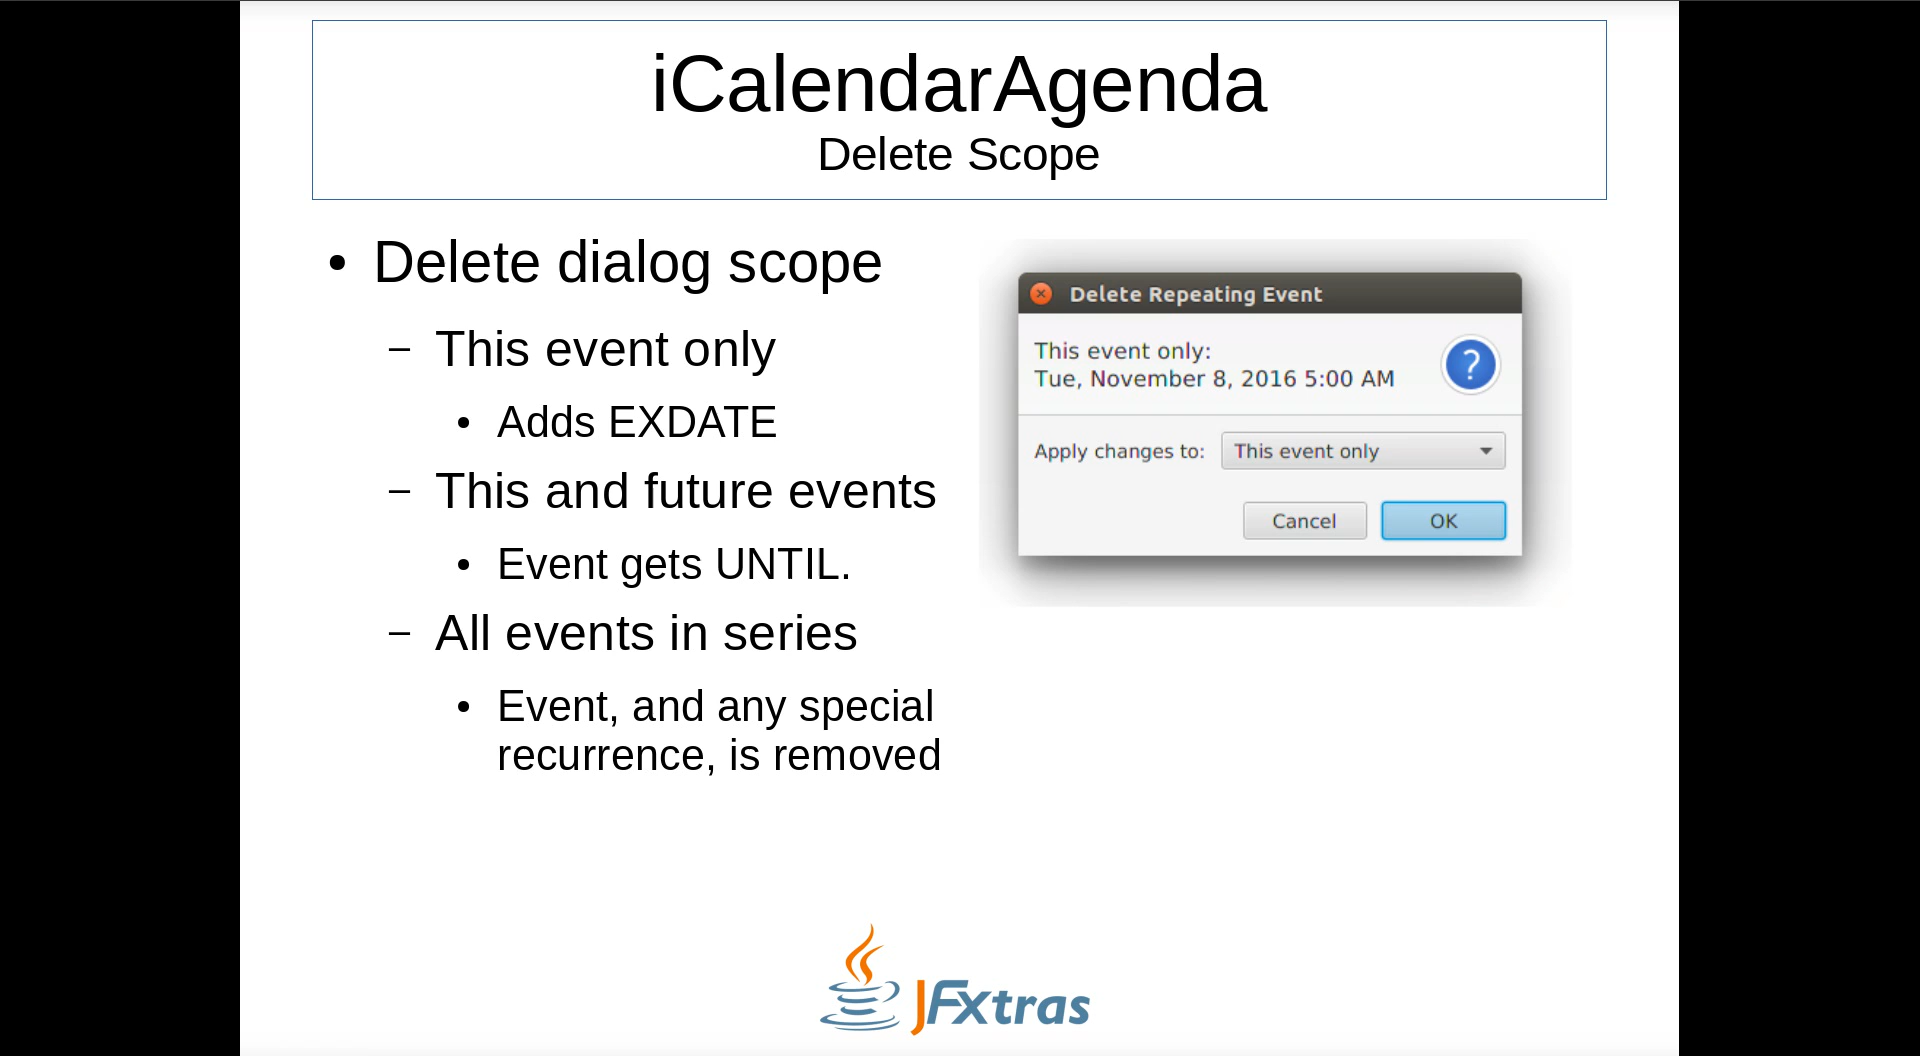 iCalendarAgenda
Delete Scope
• Delete dialog scope
– This event only
• Adds EXDATE
– This and future events
• Event gets UNTIL.
– All events in series
• Event, and any special
recurrence, is removed
Delete Repeating Event
This event only:
Tue, November 8, 2016 5:00 AM
?
Apply changes to: This event only
Cancel OK
JFXtras